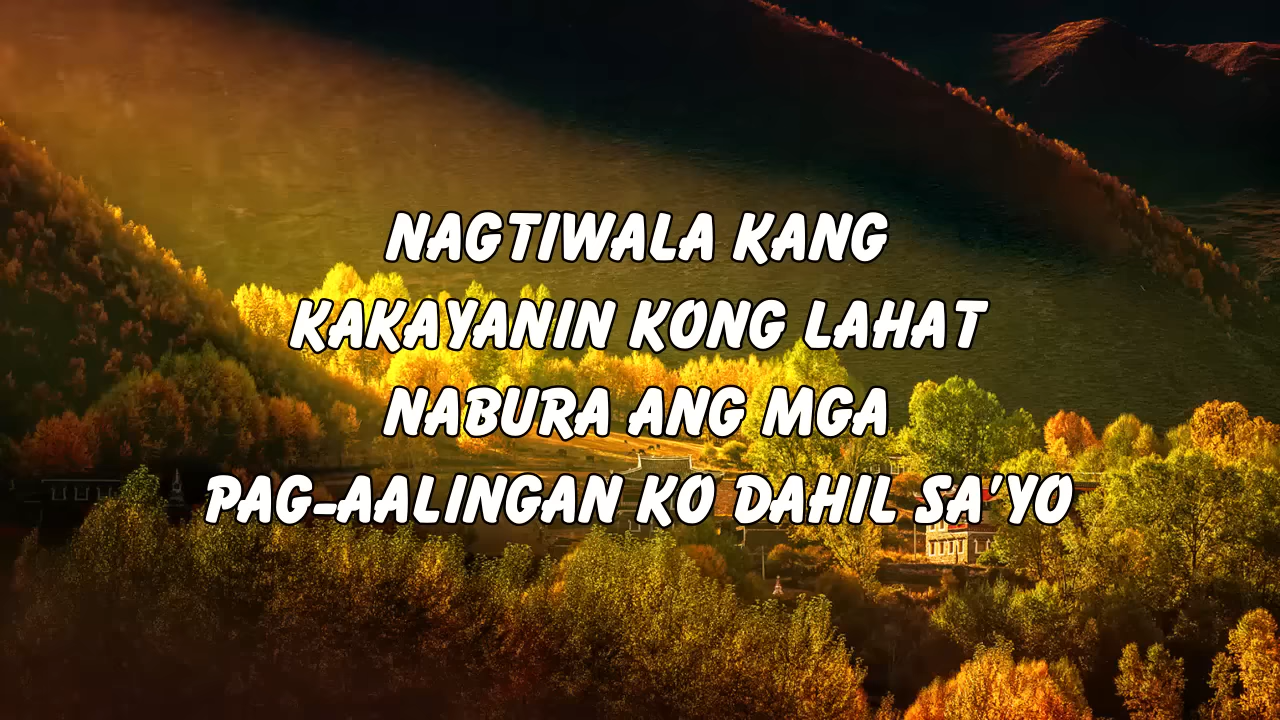 NAGTIWALA KANG
KAKAYANIN KONG LAHAT
NABURA ANG MGA
PAG-AALINGAN KO DAHIL SA'YO